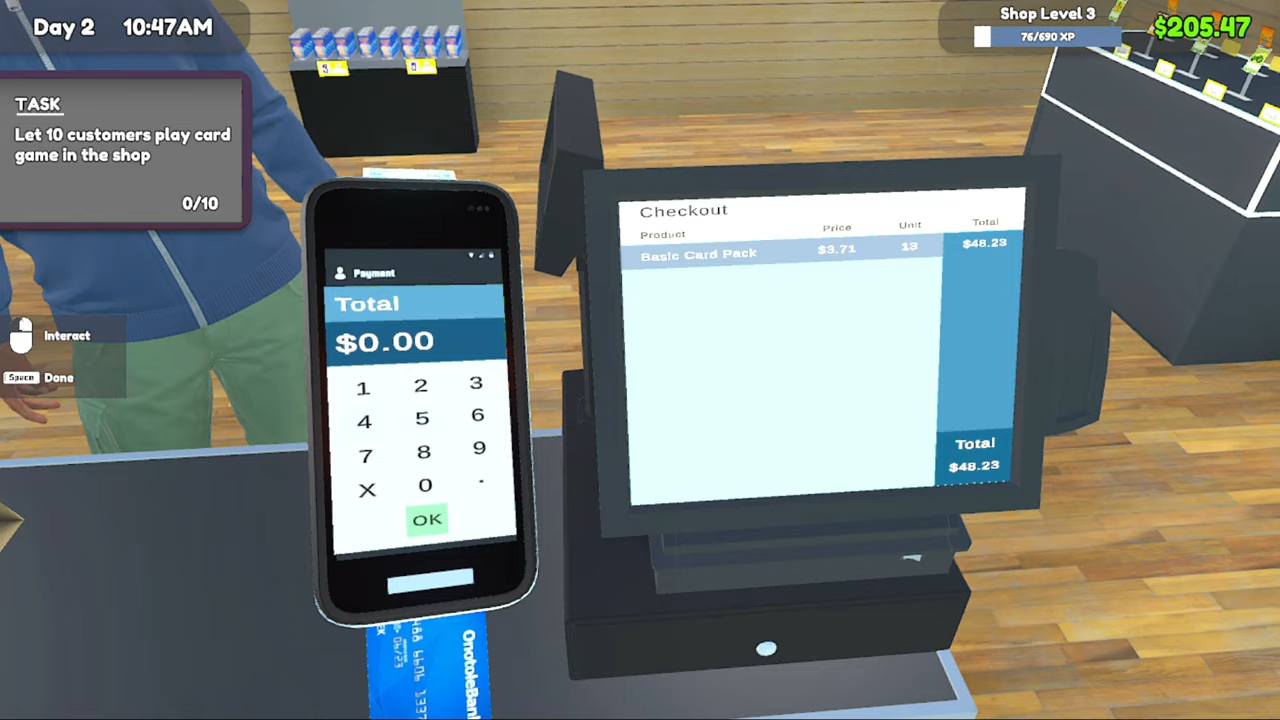 Day 2 10:47AM
Shop Level 3
76/690 XP
$205.47
TASK
Let 10 customers play card
game in the shop
0/10
Interact
Space Done
Payment
Total
$0.00
1 2 3
4 5 6
7 8 9
X 0 .
OK
Checkout
Product Price Unit Total
Basic Card Pack $3.71 13 $48.23
Total
$48.23
OnotoleBank
06/23